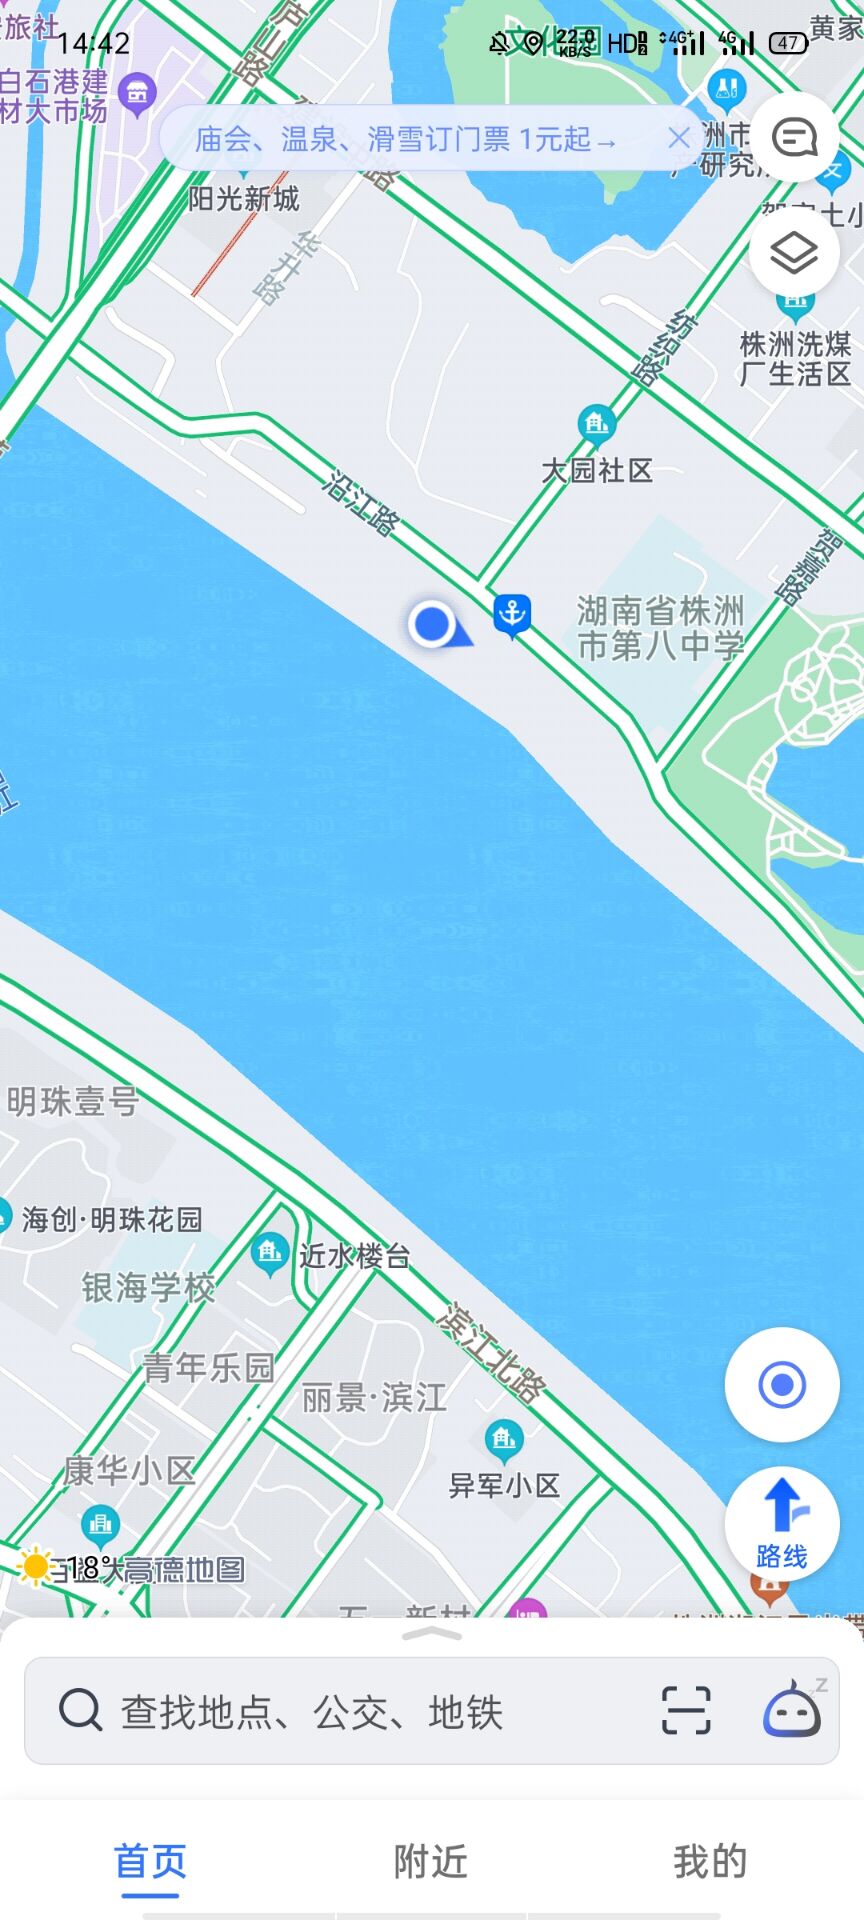 14:42
22.0
KB/S
HD
4G+
4G
47
文化园
黄家
旅社
白石港建
材大市场
庐山路
庙会、温泉、滑雪订门票 1元起→
洲市
研究
阳光新城
华升路
纺织路
株洲洗煤
厂生活区
大园社区
沿江路
贺嘉路
湖南省株洲
市第八中学
江
明珠壹号
海创·明珠花园
近水楼台
银海学校
滨江北路
青年乐园
丽景·滨江
康华小区
异军小区
18°
高德地图
路线
查找地点、公交、地铁
首页
附近
我的